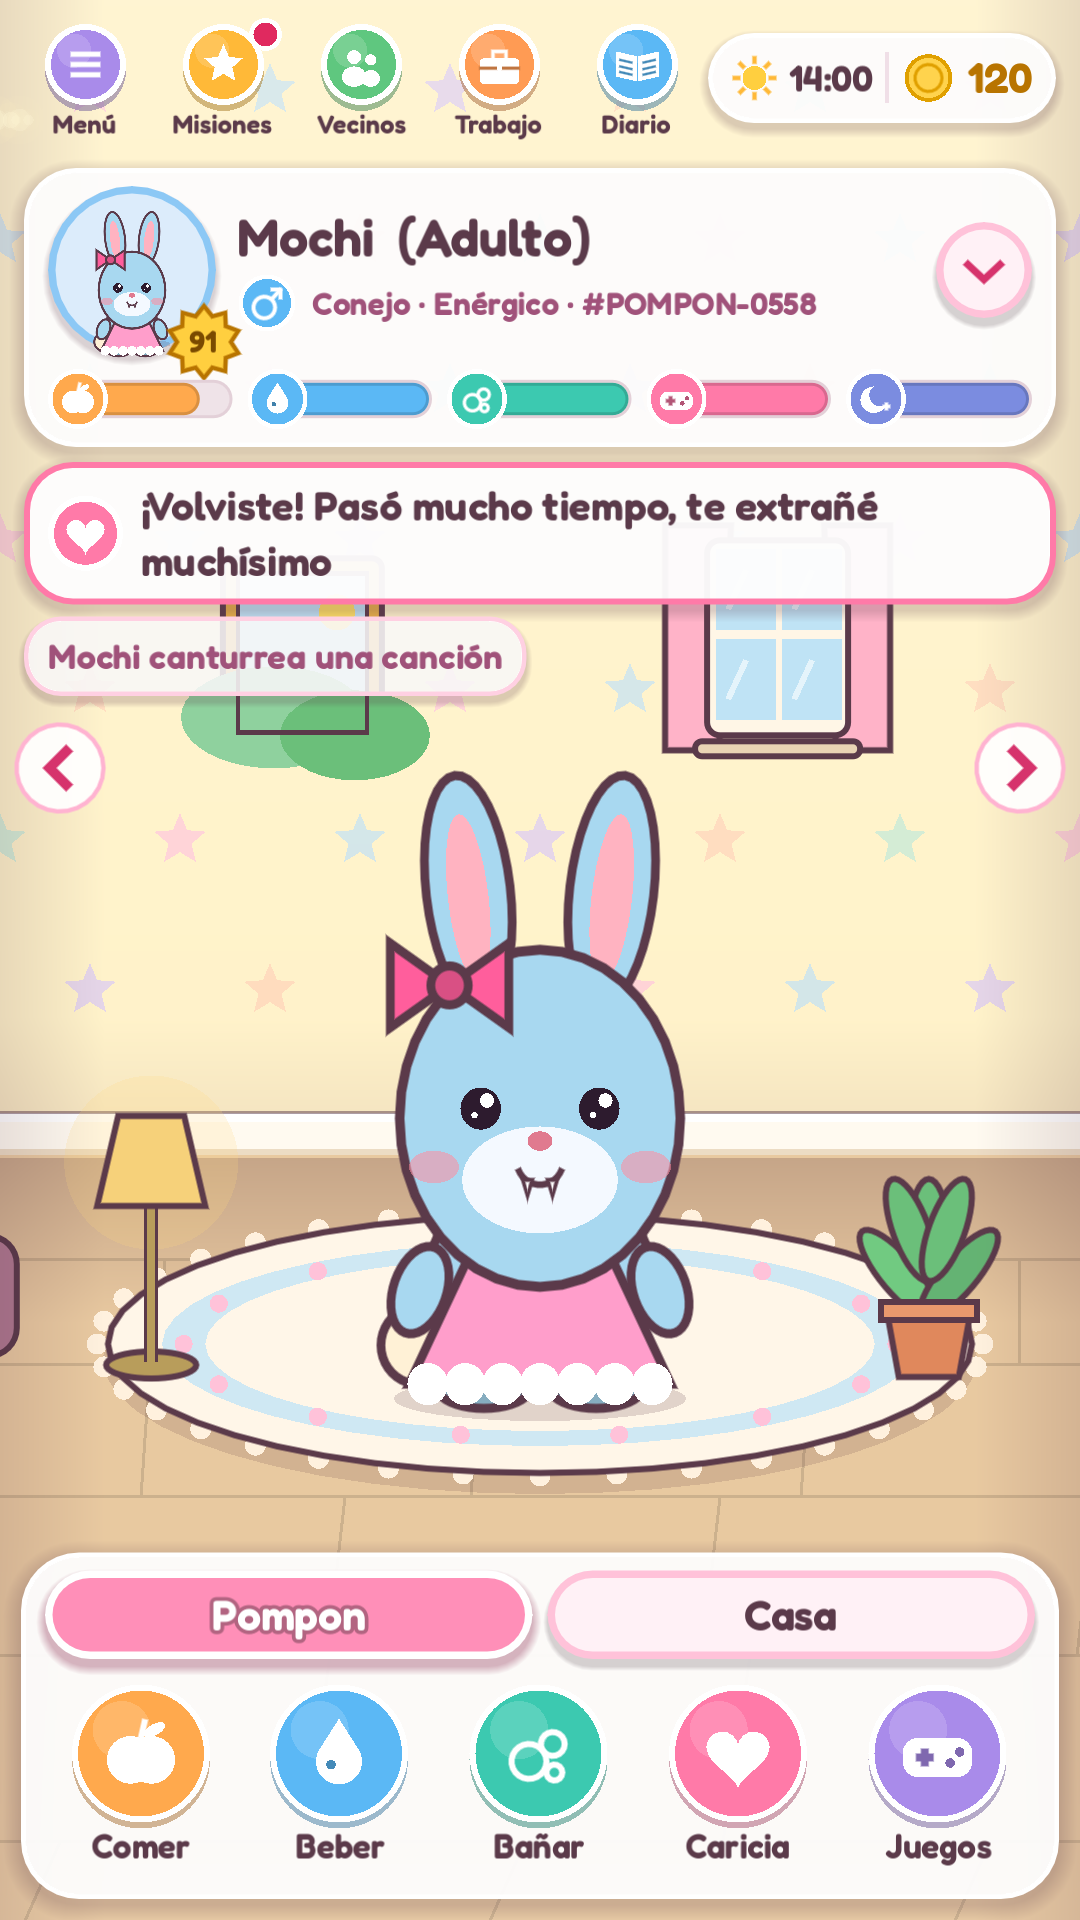 Menú
Misiones
Vecinos
Trabajo
Diario
14:00
120
Mochi (Adulto)
Conejo · Enérgico · #POMPON-0558
91
¡Volviste! Pasó mucho tiempo, te extrañé
muchísimo
Mochi canturrea una canción
Pompon
Casa
Comer
Beber
Bañar
Caricia
Juegos